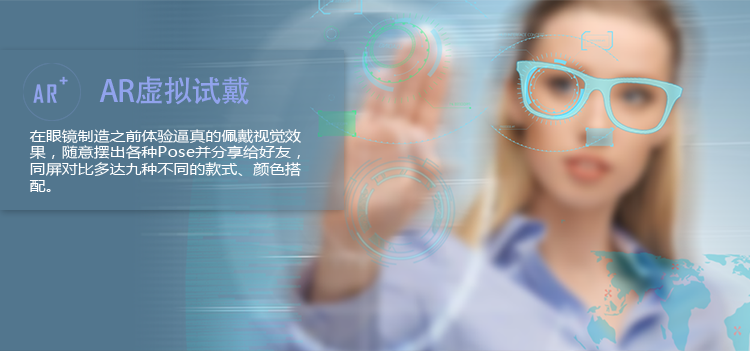 AR+
AR虚拟试戴
在眼镜制造之前体验逼真的佩戴视觉效
果，随意摆出各种Pose并分享给好友，
同屏对比多达九种不同的款式、颜色搭
配。